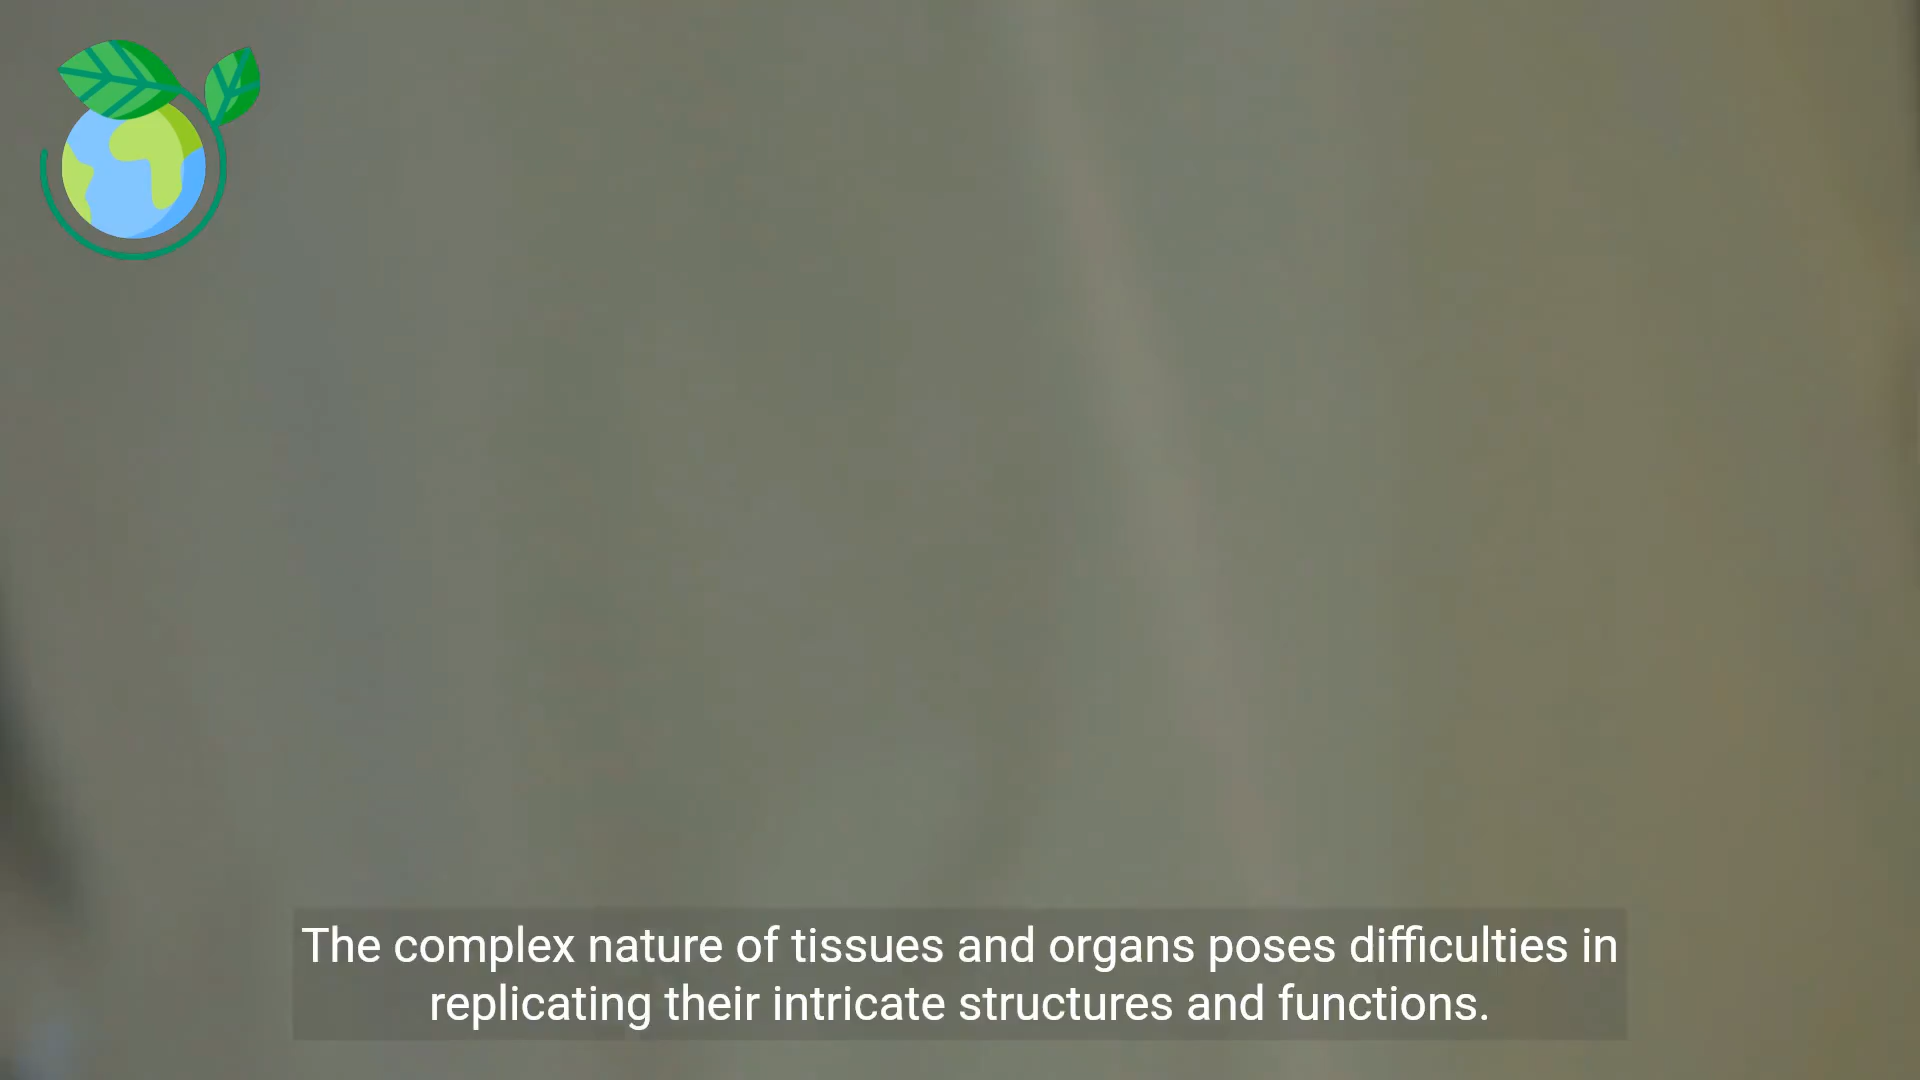 The complex nature of tissues and organs poses difficulties in
replicating their intricate structures and functions.